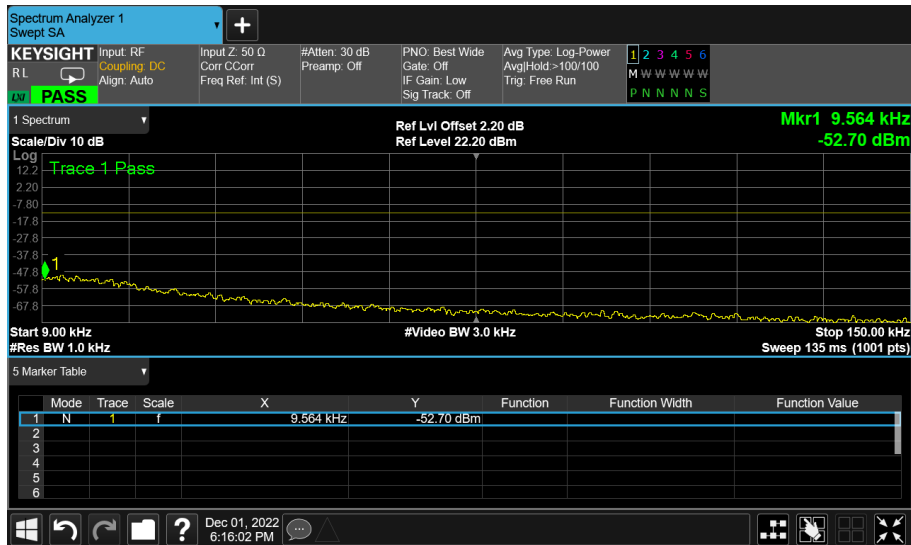 Spectrum Analyzer 1
Swept SA
+
KEYSIGHT Input: RF Input Z: 50 Ω #Atten: 30 dB PNO: Best Wide Avg Type: Log-Power 1 2 3 4 5 6
RL Coupling: DC Corr CCorr Preamp: Off Gate: Off Avg|Hold:>100/100 M W W W W W
Align: Auto Freq Ref: Int (S) IF Gain: Low Trig: Free Run
LXI PASS Sig Track: Off P N N N N S
1 Spectrum Ref Lvl Offset 2.20 dB Mkr1 9.564 kHz
Scale/Div 10 dB Ref Level 22.20 dBm -52.70 dBm
Log
12.2 Trace 1 Pass
2.20
-7.80
-17.8
-27.8
-37.8
1
-47.8
-57.8
-67.8
Start 9.00 kHz #Video BW 3.0 kHz Stop 150.00 kHz
#Res BW 1.0 kHz Sweep 135 ms (1001 pts)
5 Marker Table
Mode Trace Scale X Y Function Function Width Function Value
1 N 1 f 9.564 kHz -52.70 dBm
2
3
4
5
6
? Dec 01, 2022
6:16:02 PM